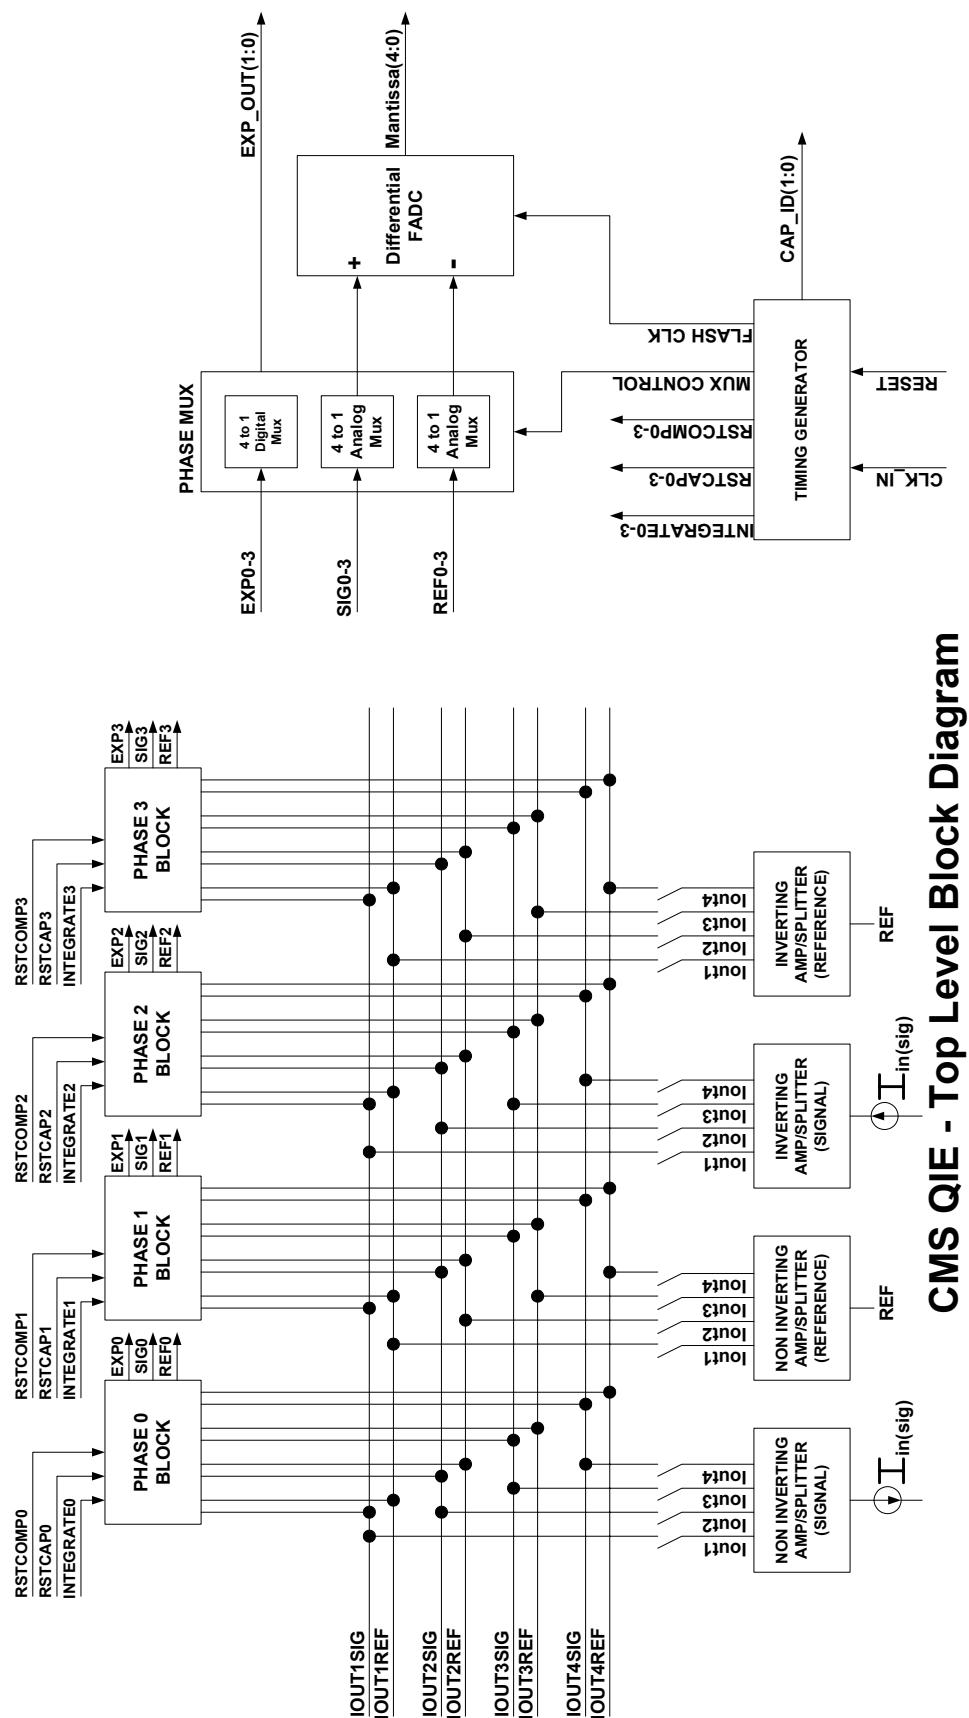 RSTCOMP0
RSTCAP0
INTEGRATE0
PHASE 0
BLOCK
EXP0
SIG0
REF0
RSTCOMP1
RSTCAP1
INTEGRATE1
PHASE 1
BLOCK
EXP1
SIG1
REF1
RSTCOMP2
RSTCAP2
INTEGRATE2
PHASE 2
BLOCK
EXP2
SIG2
REF2
RSTCOMP3
RSTCAP3
INTEGRATE3
PHASE 3
BLOCK
EXP3
SIG3
REF3
IOUT1SIG
IOUT1REF
IOUT2SIG
IOUT2REF
IOUT3SIG
IOUT3REF
IOUT4SIG
IOUT4REF
Iout1
Iout2
Iout3
Iout4
NON INVERTING
AMP/SPLITTER
(SIGNAL)
Iin(sig)
Iout1
Iout2
Iout3
Iout4
NON INVERTING
AMP/SPLITTER
(REFERENCE)
REF
Iout1
Iout2
Iout3
Iout4
INVERTING
AMP/SPLITTER
(SIGNAL)
Iin(sig)
Iout1
Iout2
Iout3
Iout4
INVERTING
AMP/SPLITTER
(REFERENCE)
REF
EXP0-3
SIG0-3
REF0-3
PHASE MUX
4 to 1
Digital
Mux
4 to 1
Analog
Mux
4 to 1
Analog
Mux
EXP_OUT(1:0)
+
-
Differential
FADC
Mantissa(4:0)
INTEGRATE0-3
RSTCAP0-3
RSTCOMP0-3
MUX CONTROL
FLASH CLK
TIMING GENERATOR
CLK_IN
RESET
CAP_ID(1:0)
CMS QIE - Top Level Block Diagram